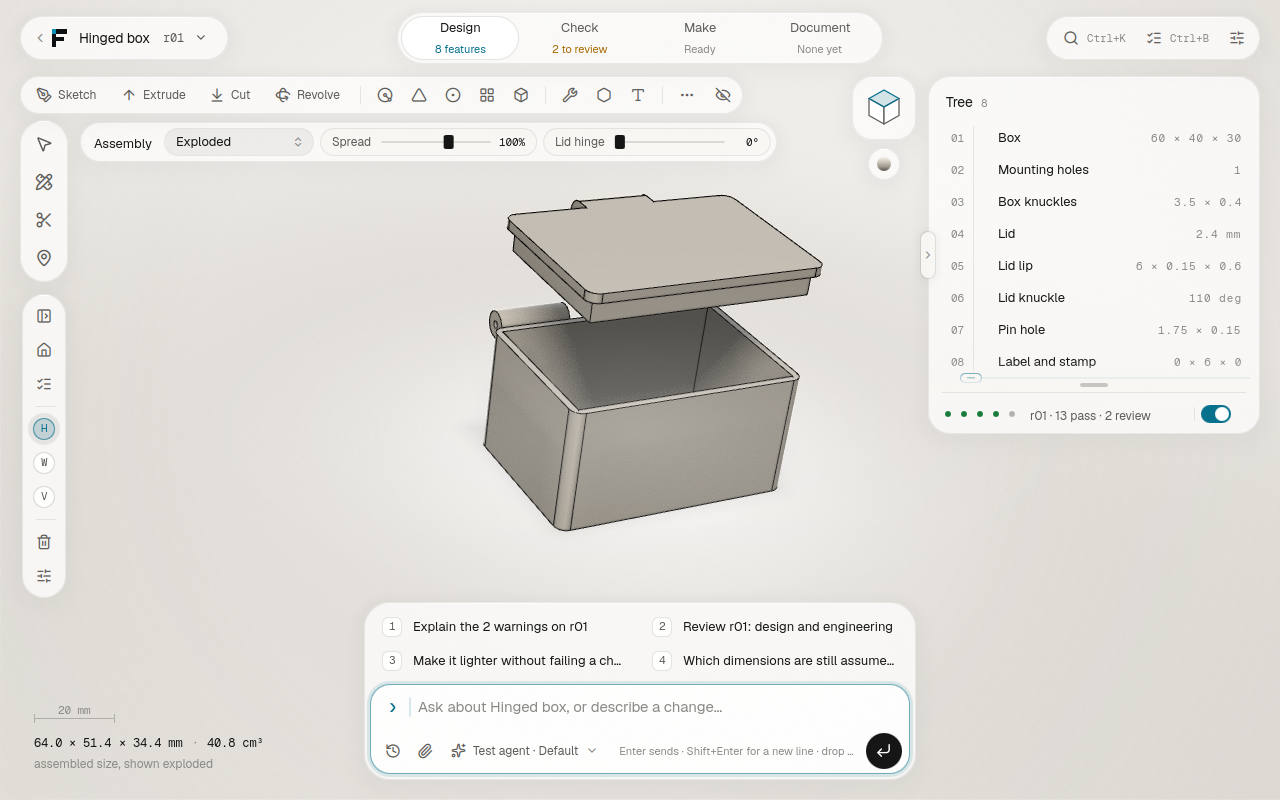 Hinged box r01
Design
8 features
Check
2 to review
Make
Ready
Document
None yet
Ctrl+K
Ctrl+B
Sketch
Extrude
Cut
Revolve
Assembly
Exploded
Spread
100%
Lid hinge
0°
Tree 8
01 Box 60 × 40 × 30
02 Mounting holes 1
03 Box knuckles 3.5 × 0.4
04 Lid 2.4 mm
05 Lid lip 6 × 0.15 × 0.6
06 Lid knuckle 110 deg
07 Pin hole 1.75 × 0.15
08 Label and stamp 0 × 6 × 0
r01 · 13 pass · 2 review
H
W
V
1 Explain the 2 warnings on r01
2 Review r01: design and engineering
3 Make it lighter without failing a ch…
4 Which dimensions are still assume…
Ask about Hinged box, or describe a change…
Test agent · Default
Enter sends · Shift+Enter for a new line · drop …
20 mm
64.0 × 51.4 × 34.4 mm · 40.8 cm³
assembled size, shown exploded